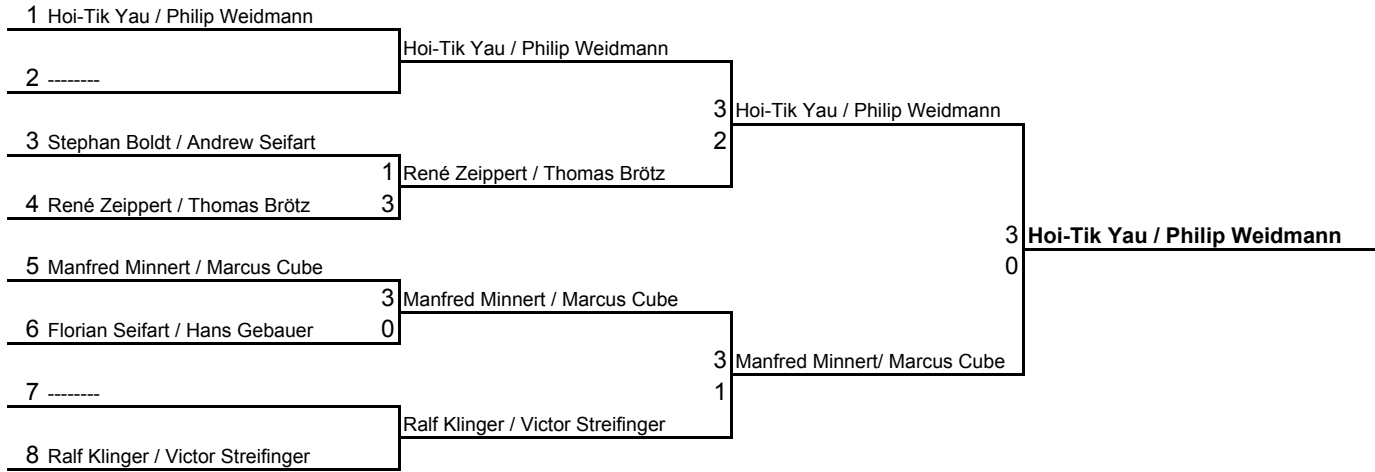 1 Hoi-Tik Yau / Philip Weidmann
Hoi-Tik Yau / Philip Weidmann
2 --------
3 Hoi-Tik Yau / Philip Weidmann
3 Stephan Boldt / Andrew Seifart
2
1 René Zeippert / Thomas Brötz
4 René Zeippert / Thomas Brötz 3
3 Hoi-Tik Yau / Philip Weidmann
5 Manfred Minnert / Marcus Cube
0
3 Manfred Minnert / Marcus Cube
6 Florian Seifart / Hans Gebauer 0
3 Manfred Minnert/ Marcus Cube
7 --------
1
Ralf Klinger / Victor Streifinger
8 Ralf Klinger / Victor Streifinger